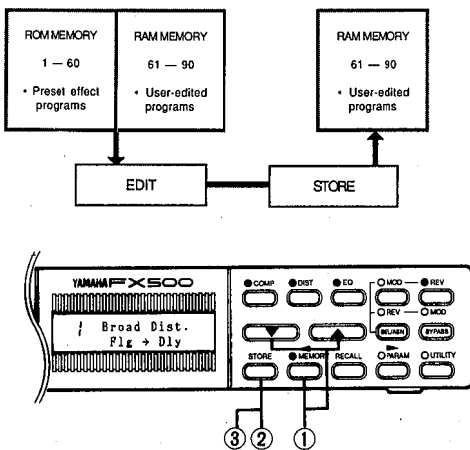 ROM MEMORY
1 — 60
• Preset effect
programs
RAM MEMORY
61 — 90
• User-edited
programs
RAM MEMORY
61 — 90
• User-edited
programs
EDIT
STORE
YAMAHA FX500
1 Broad Dist.
Flg → Dly
COMP DIST EQ MOD REV
REV MOD
SEL/ASN BYPASS
STORE MEMORY RECALL PARAM UTILITY
③ ② ①